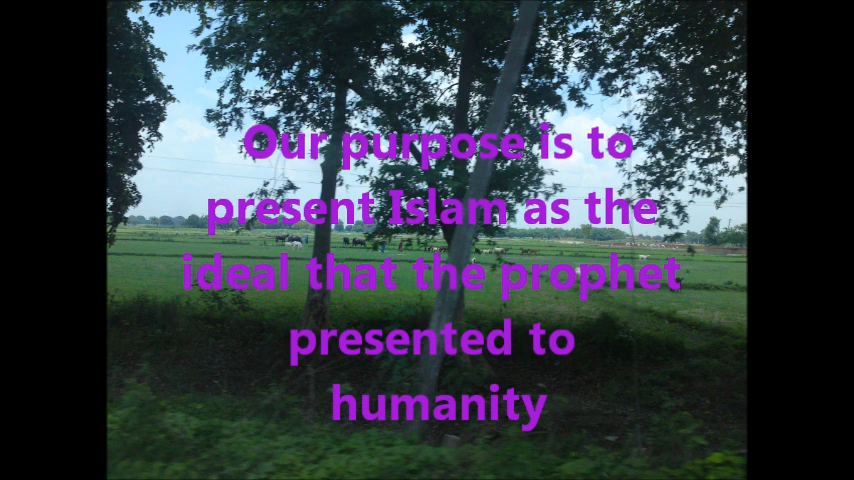 Our purpose is to
present Islam as the
ideal that the prophet
presented to
humanity